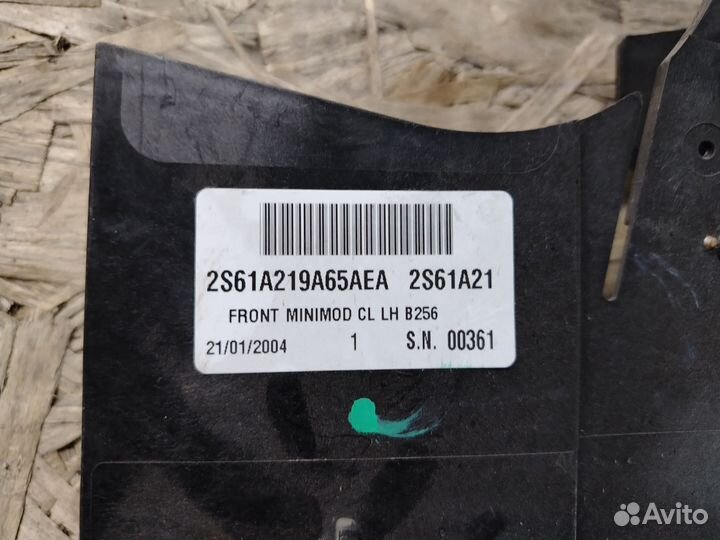 2S61A219A65AEA 2S61A21
FRONT MINIMOD CL LH B256
21/01/2004 1 S.N. 00361
Avito